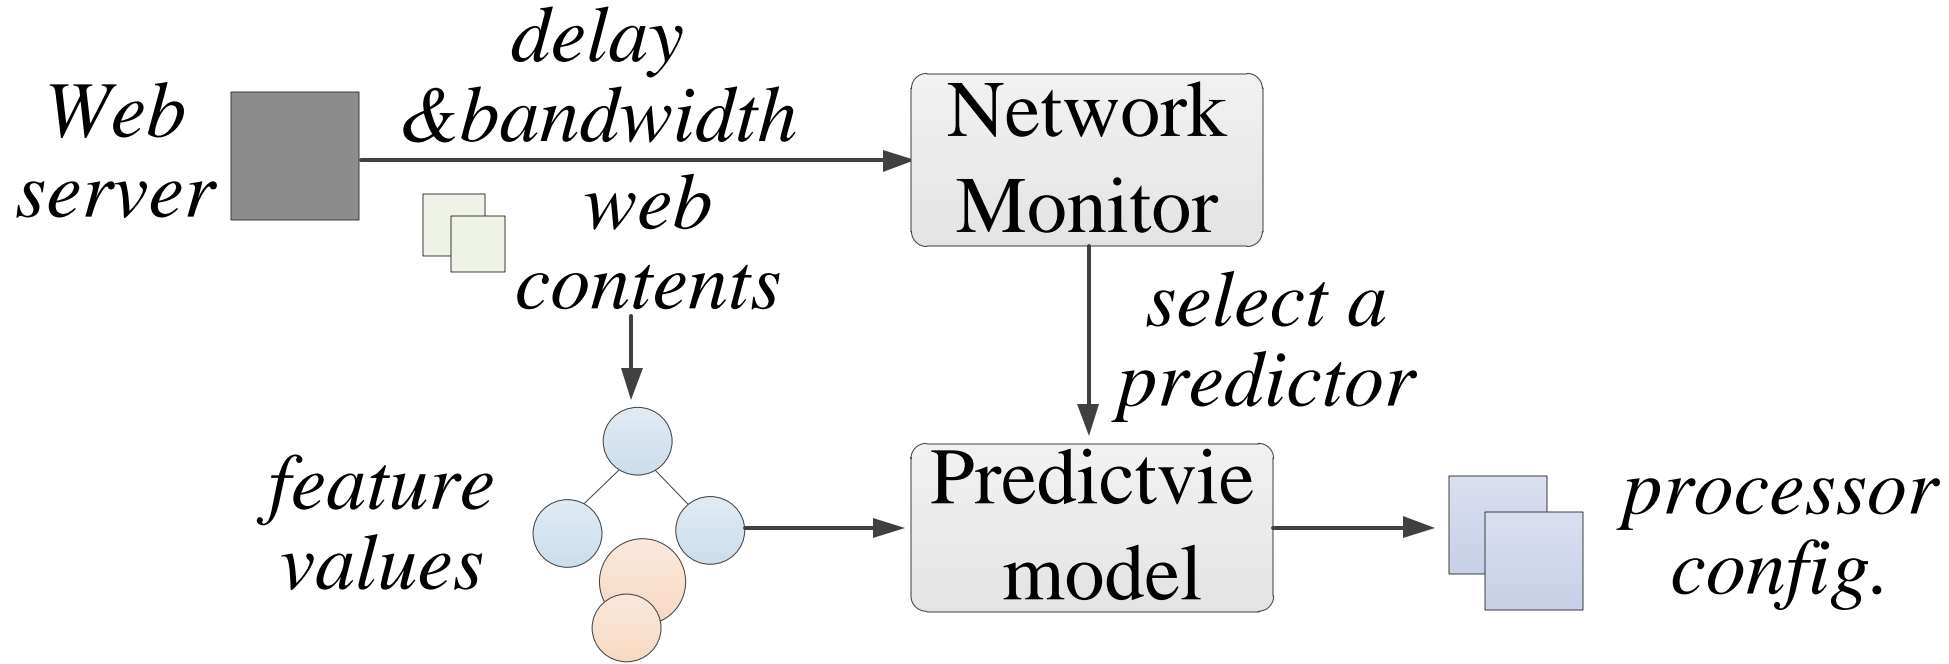 Web
server
delay
&bandwidth
web
contents
Network
Monitor
select a
predictor
feature
values
Predictvie
model
processor
config.